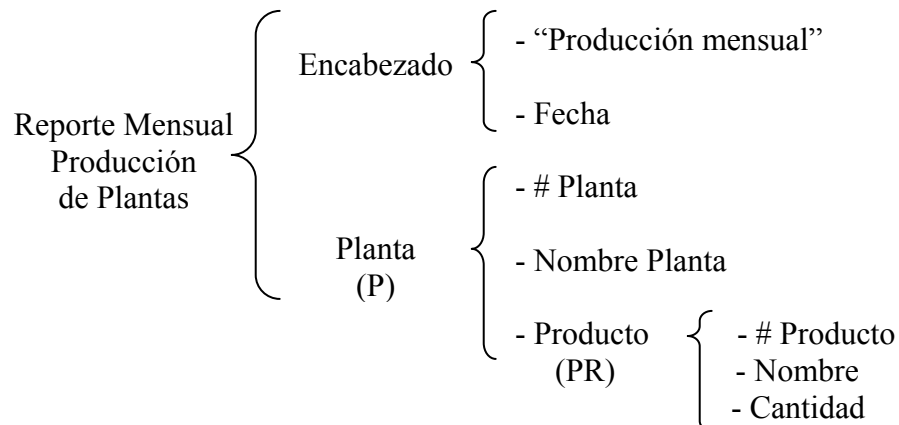 Reporte Mensual
Producción
de Plantas
Encabezado
- “Producción mensual”
- Fecha
Planta
(P)
- # Planta
- Nombre Planta
- Producto
(PR)
- # Producto
- Nombre
- Cantidad